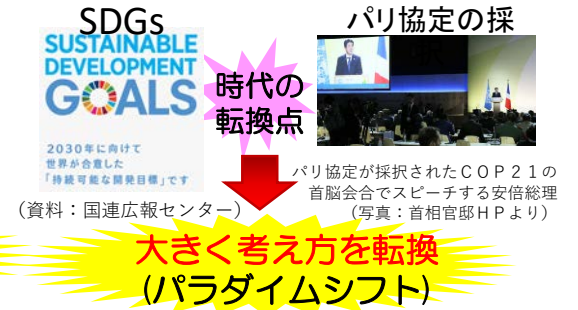 SDGs
SUSTAINABLE
DEVELOPMENT
GOALS
2030年に向けて
世界が合意した
「持続可能な開発目標」です
（資料：国連広報センター）
時代の
転換点
パリ協定の採
パリ協定が採択されたＣＯＰ２１の
首脳会合でスピーチする安倍総理
（写真：首相官邸ＨＰより）
大きく考え方を転換
(パラダイムシフト)